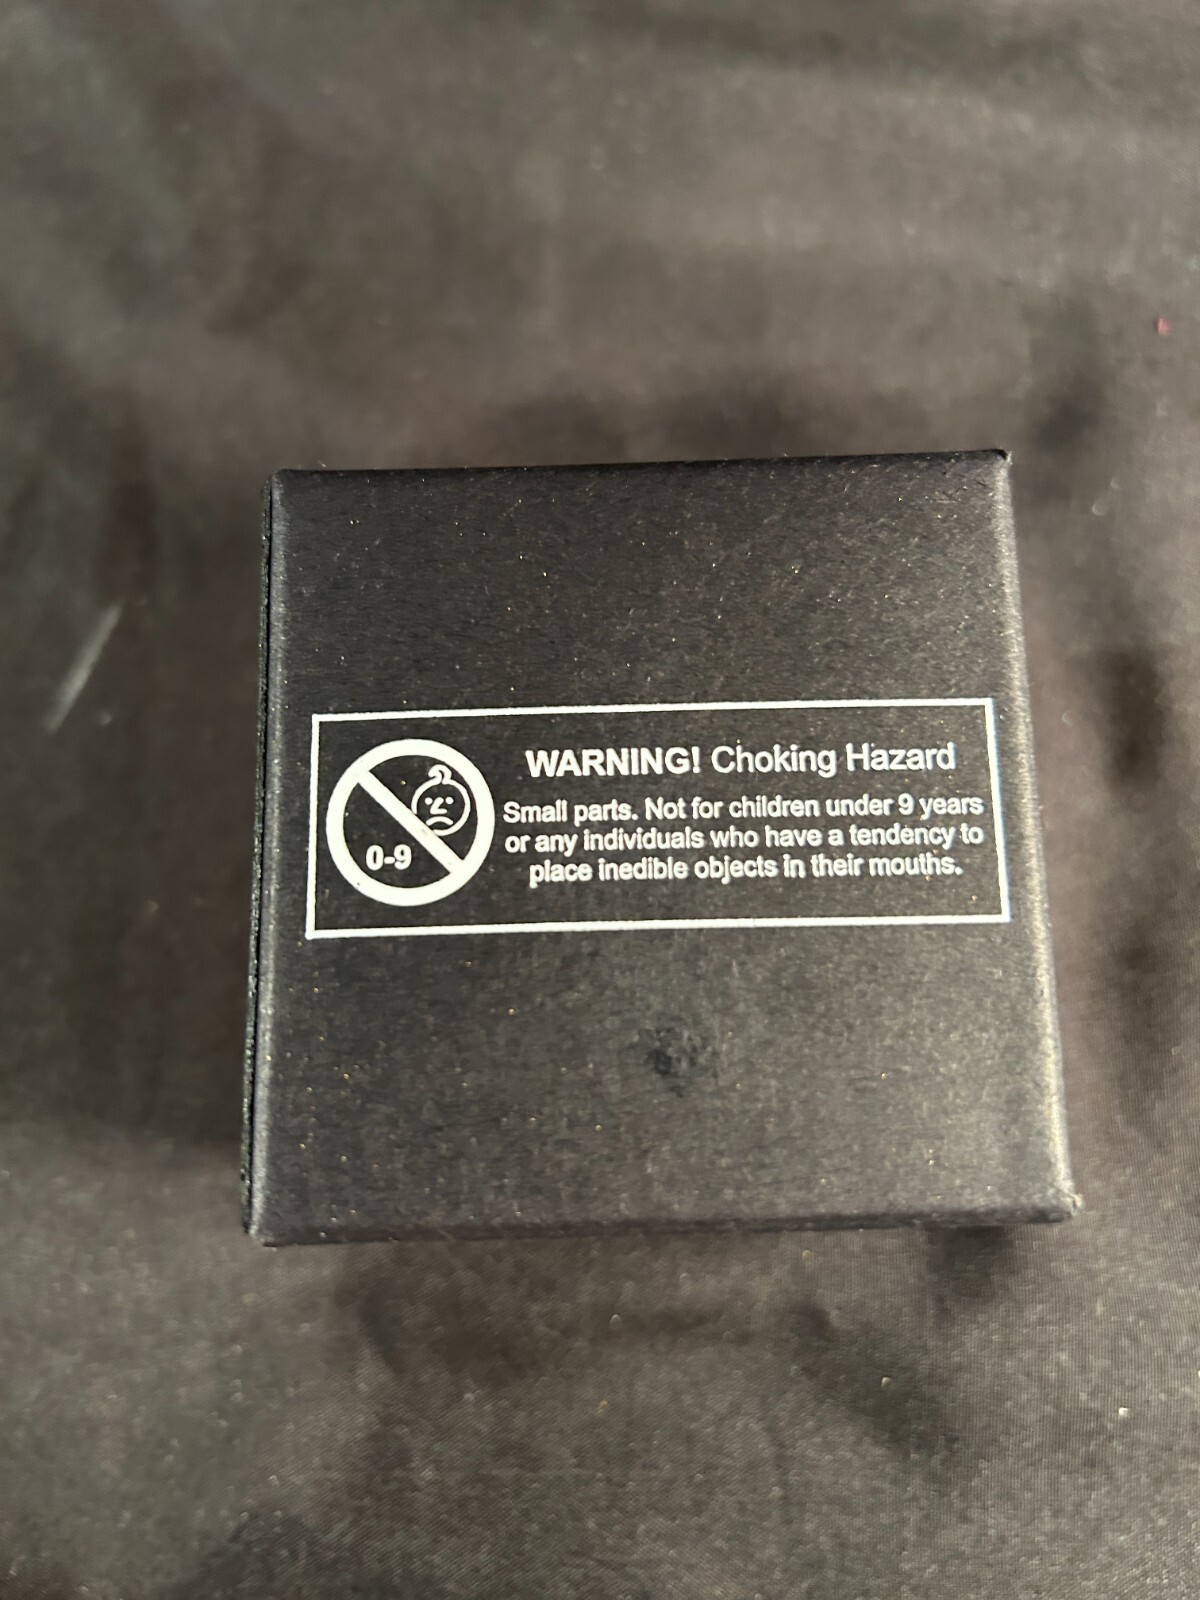 WARNING! Choking Hazard
Small parts. Not for children under 9 years
or any individuals who have a tendency to
place inedible objects in their mouths.
0-9